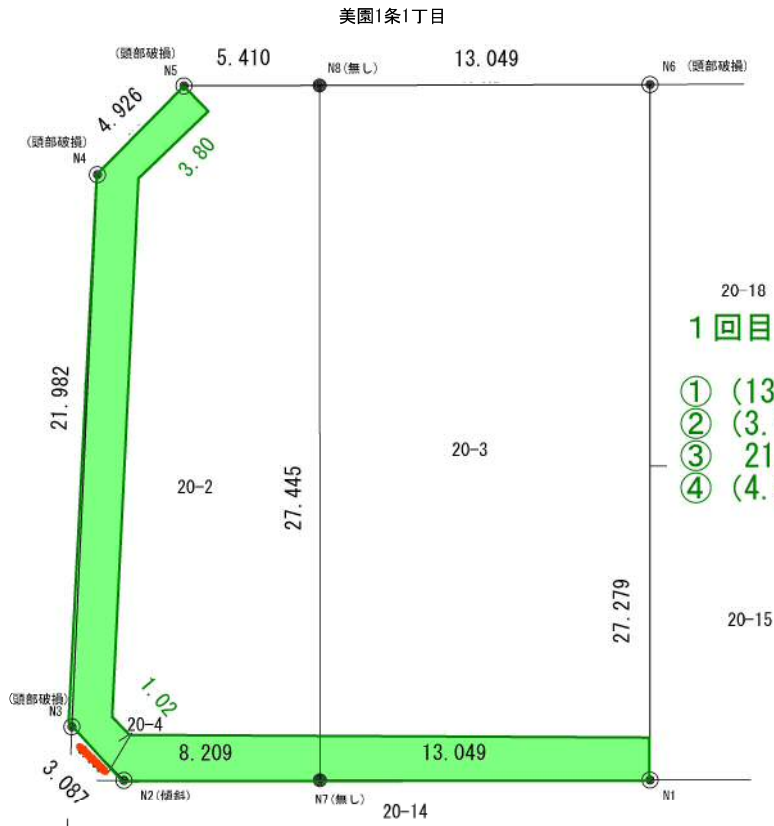 美園1条1丁目
(頭部破損)
N5
5.410
N8(無し)
13.049
N6 (頭部破損)
4.926
(頭部破損)
N4
3.80
20-18
1回目
① (13
② (3.
③ 21
④ (4.
21.982
20-3
20-2
27.445
27.279
20-15
(頭部破損)
N3
1.02
20-4
8.209
13.049
3.087
N2(傾斜)
N7(無し)
N1
20-14